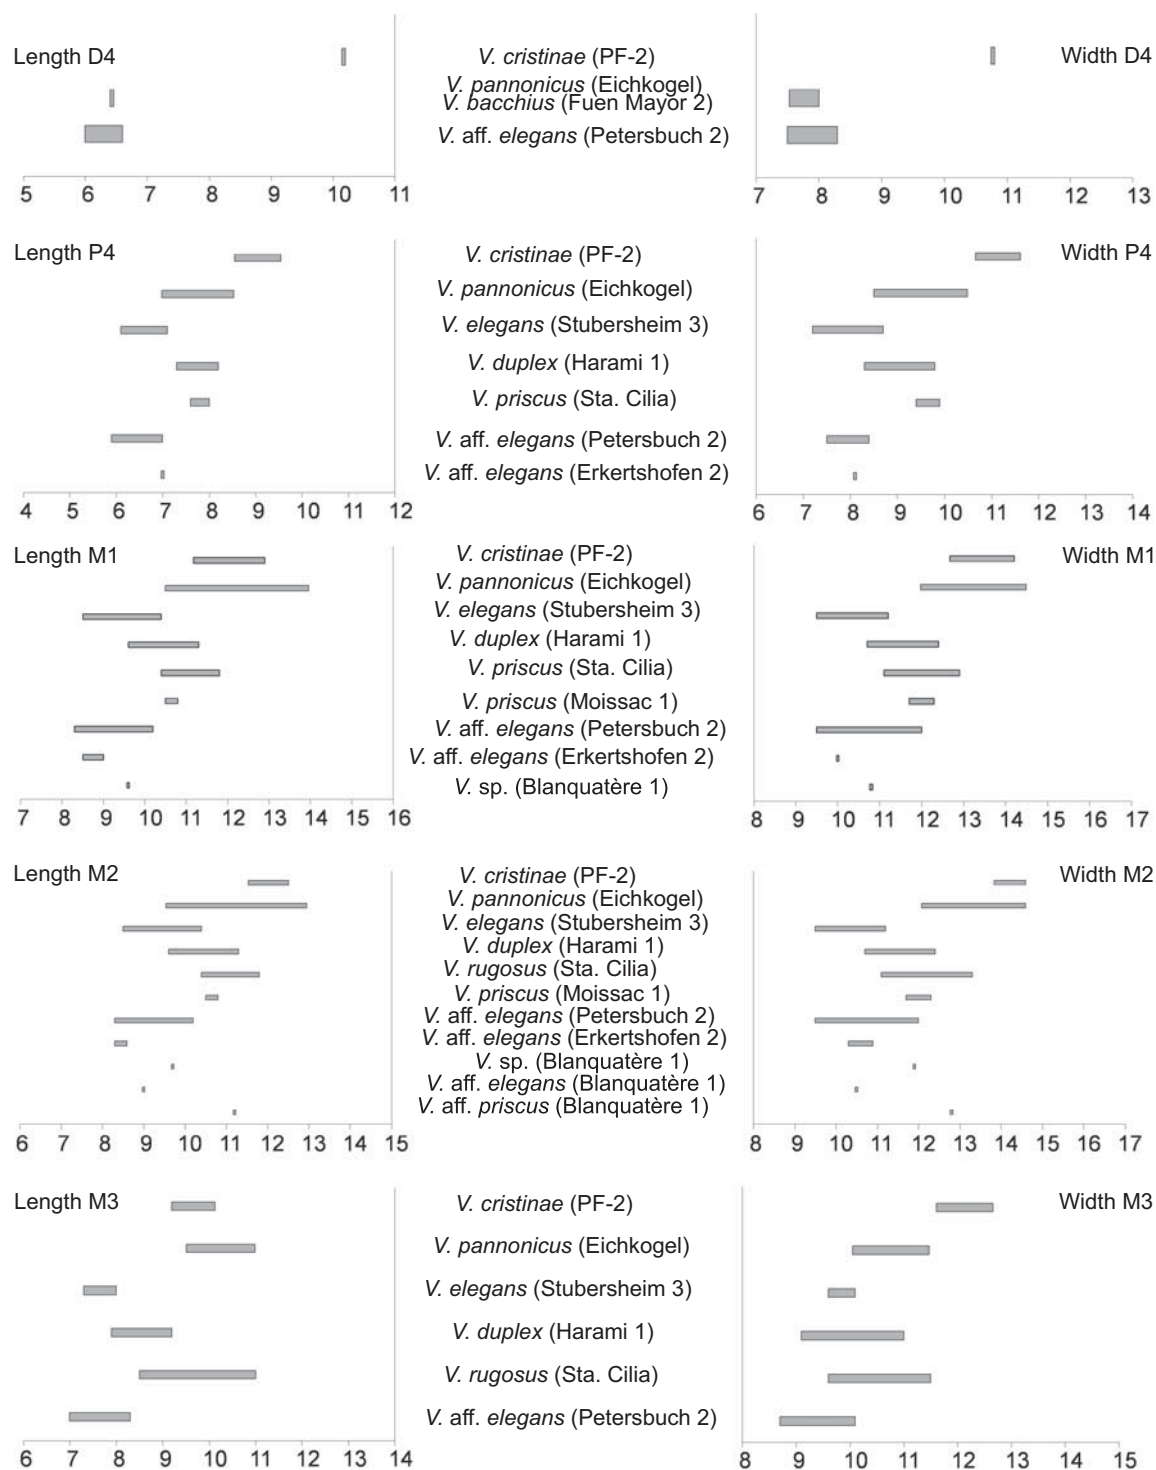 Length D4
Width D4
V. cristinae (PF-2)
V. pannonicus (Eichkogel)
V. bacchius (Fuen Mayor 2)
V. aff. elegans (Petersbuch 2)
5 6 7 8 9 10 11
7 8 9 10 11 12 13
Length P4
Width P4
V. cristinae (PF-2)
V. pannonicus (Eichkogel)
V. elegans (Stubersheim 3)
V. duplex (Harami 1)
V. priscus (Sta. Cilia)
V. aff. elegans (Petersbuch 2)
V. aff. elegans (Erkertshofen 2)
4 5 6 7 8 9 10 11 12
6 7 8 9 10 11 12 13 14
Length M1
Width M1
V. cristinae (PF-2)
V. pannonicus (Eichkogel)
V. elegans (Stubersheim 3)
V. duplex (Harami 1)
V. priscus (Sta. Cilia)
V. priscus (Moissac 1)
V. aff. elegans (Petersbuch 2)
V. aff. elegans (Erkertshofen 2)
V. sp. (Blanquatère 1)
7 8 9 10 11 12 13 14 15 16
8 9 10 11 12 13 14 15 16 17
Length M2
Width M2
V. cristinae (PF-2)
V. pannonicus (Eichkogel)
V. elegans (Stubersheim 3)
V. duplex (Harami 1)
V. rugosus (Sta. Cilia)
V. priscus (Moissac 1)
V. aff. elegans (Petersbuch 2)
V. aff. elegans (Erkertshofen 2)
V. sp. (Blanquatère 1)
V. aff. elegans (Blanquatère 1)
V. aff. priscus (Blanquatère 1)
6 7 8 9 10 11 12 13 14 15
8 9 10 11 12 13 14 15 16 17
Length M3
Width M3
V. cristinae (PF-2)
V. pannonicus (Eichkogel)
V. elegans (Stubersheim 3)
V. duplex (Harami 1)
V. rugosus (Sta. Cilia)
V. aff. elegans (Petersbuch 2)
6 7 8 9 10 11 12 13 14
8 9 10 11 12 13 14 15